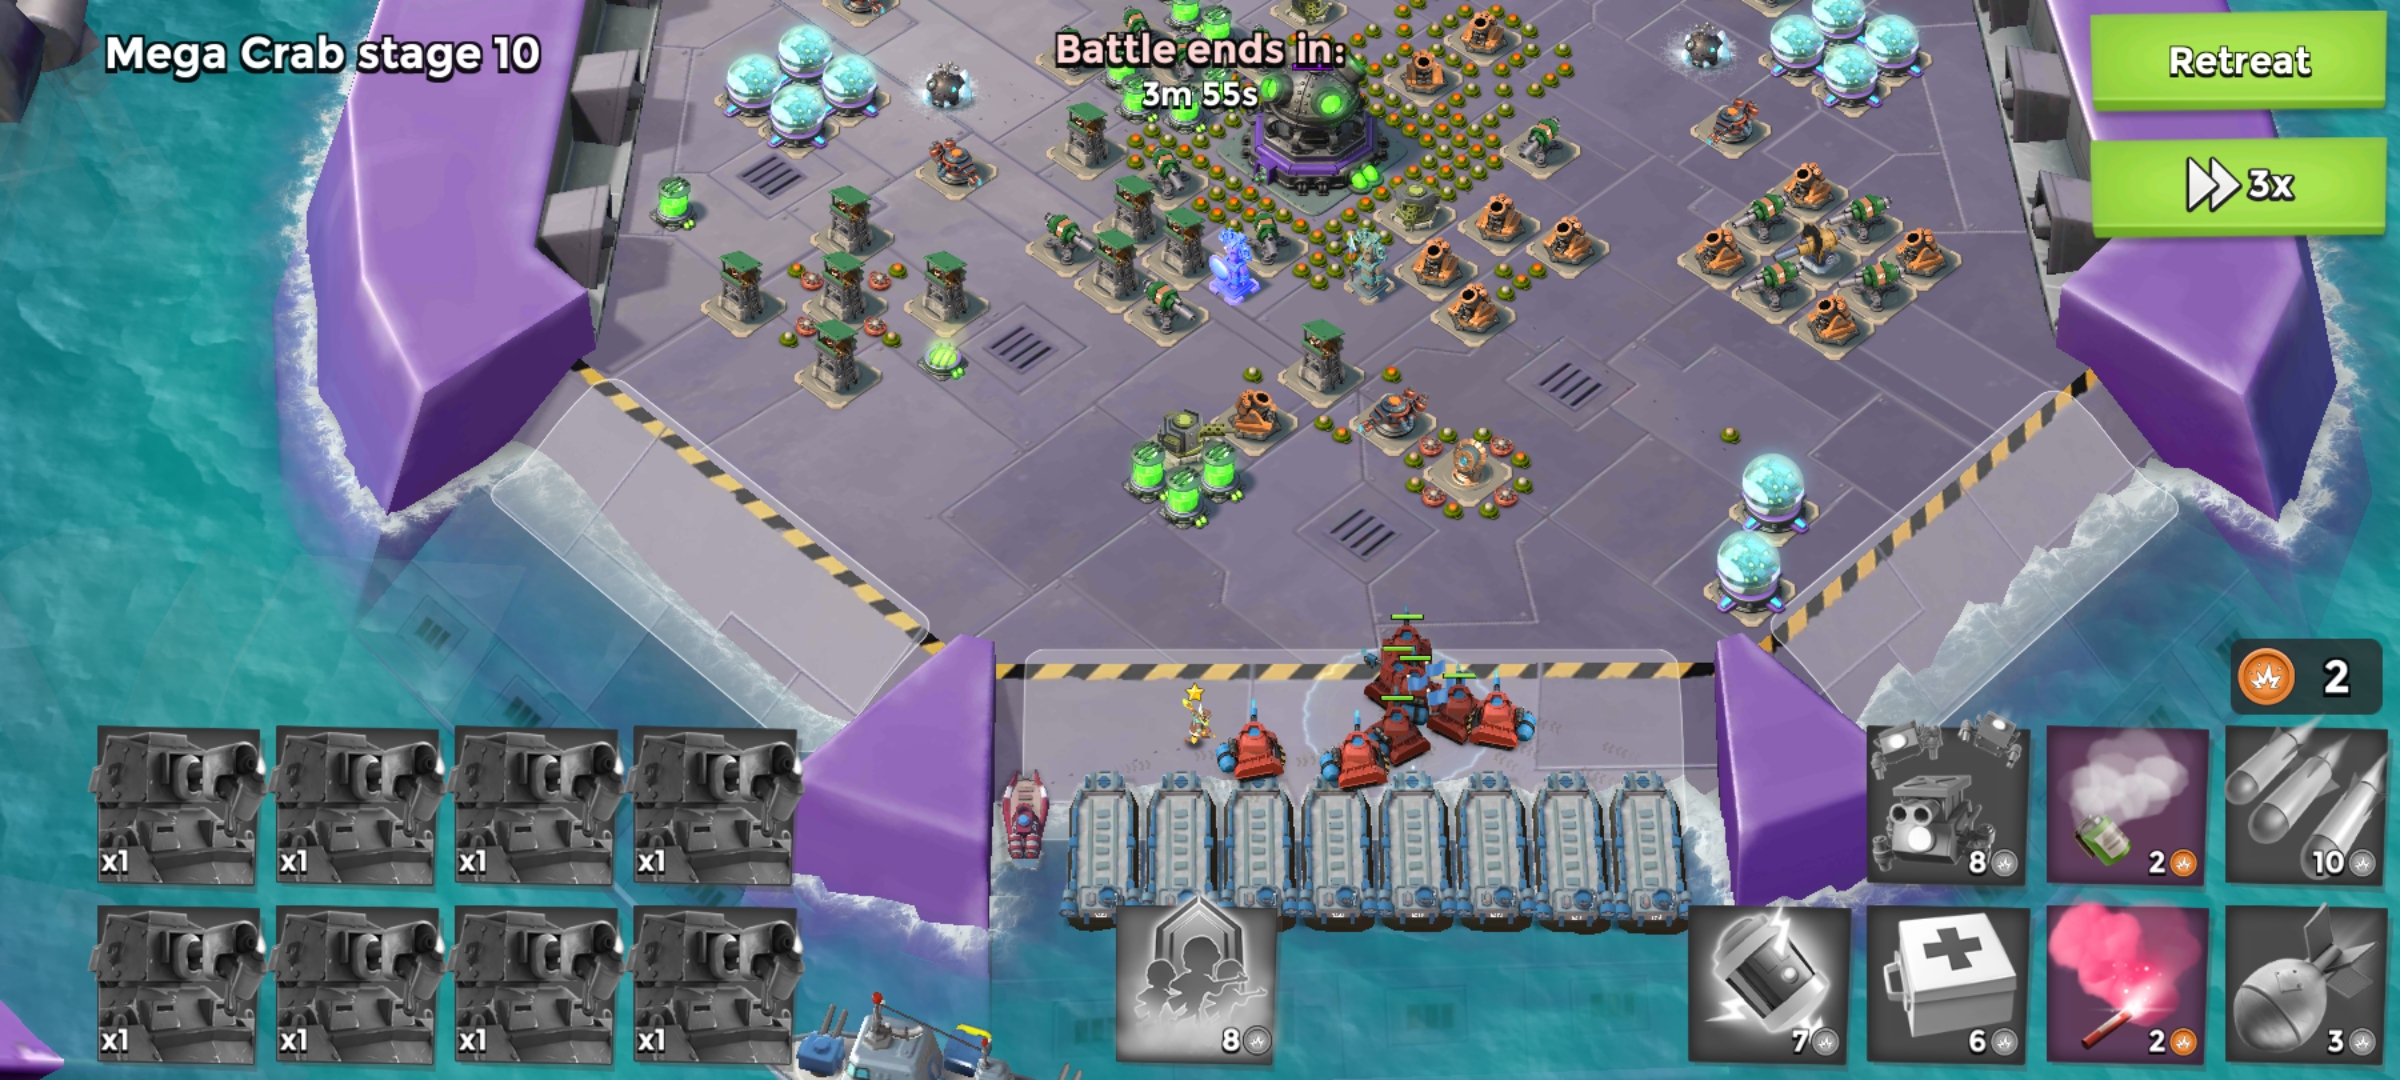 Mega Crab stage 10
Battle ends in:
3m 55s
Retreat
3x
2
x1
x1
x1
x1
8
2
10
x1
x1
x1
x1
8
7
6
2
3